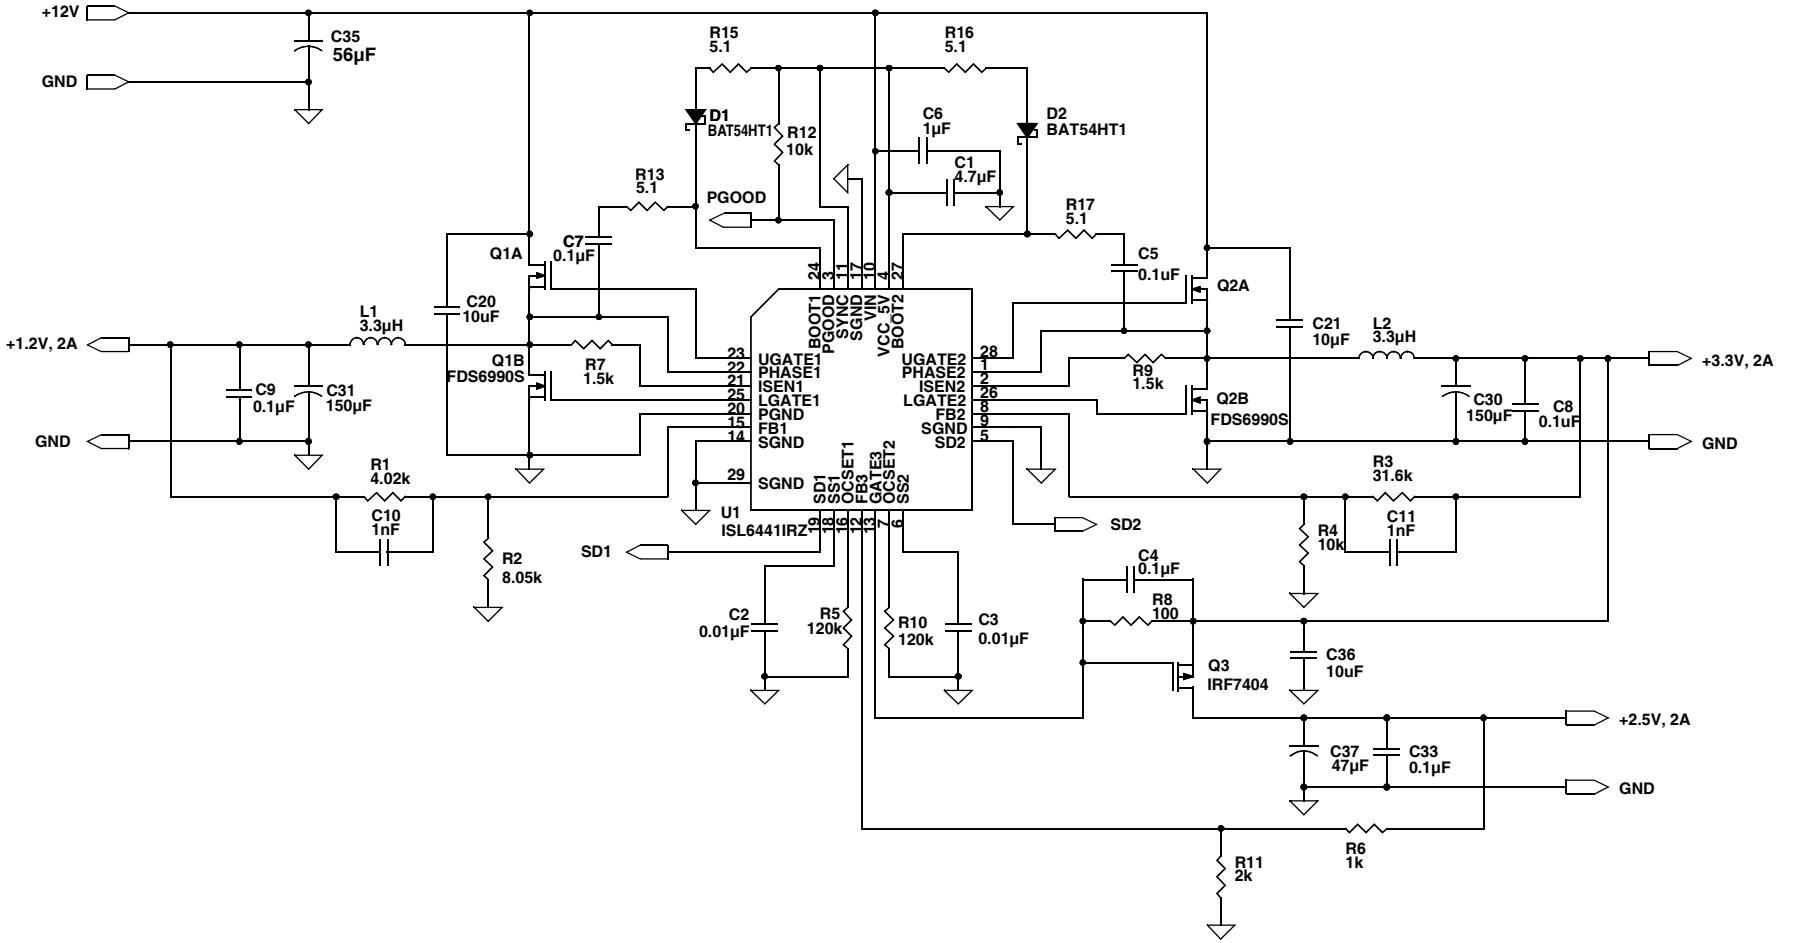 +12V
C35
56µF
GND
R15
5.1
R16
5.1
D1
BAT54HT1
R12
10k
C6
1µF
C1
4.7µF
D2
BAT54HT1
R13
5.1
PGOOD
R17
5.1
C7
0.1µF
C5
0.1uF
Q1A
Q2A
24
3
11
17
10
4
27
BOOT1
PGOOD
SYNC
SGND
VIN
VCC_5V
BOOT2
C20
10uF
L1
3.3µH
+1.2V, 2A
Q1B
FDS6990S
R7
1.5k
C9
0.1µF
C31
150µF
GND
23
22
21
25
20
15
14
29
UGATE1
PHASE1
ISEN1
LGATE1
PGND
FB1
SGND
SGND
UGATE2
PHASE2
ISEN2
LGATE2
FB2
SGND
SD2
28
1
2
26
8
9
5
R9
1.5k
Q2B
FDS6990S
C21
10µF
L2
3.3µH
+3.3V, 2A
C30
150µF
C8
0.1uF
GND
R1
4.02k
C10
1nF
R2
8.05k
SD1
SS1
OCSET1
FB3
GATE3
OCSET2
SS2
U1
ISL6441IRZ
19
18
16
12
13
7
6
SD1
SD2
R3
31.6k
R4
10k
C11
1nF
C2
0.01µF
R5
120k
R10
120k
C3
0.01µF
C4
0.1µF
R8
100
Q3
IRF7404
C36
10uF
+2.5V, 2A
C37
47µF
C33
0.1µF
GND
R6
1k
R11
2k